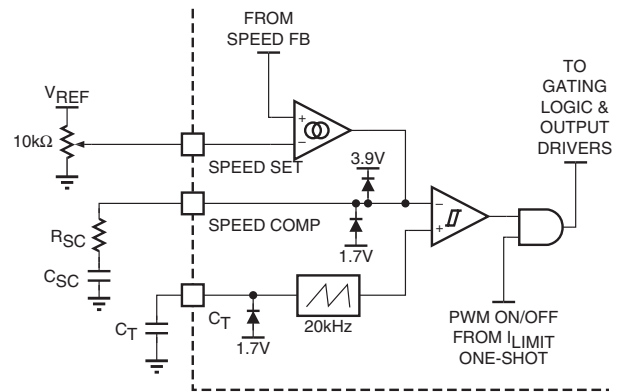 FROM
SPEED FB
TO
GATING
LOGIC &
OUTPUT
DRIVERS
VREF
10kΩ
+
−
SPEED SET
3.9V
SPEED COMP
−
+
1.7V
RSC
CSC
CT
CT
1.7V
20kHz
PWM ON/OFF
FROM ILIMIT
ONE-SHOT